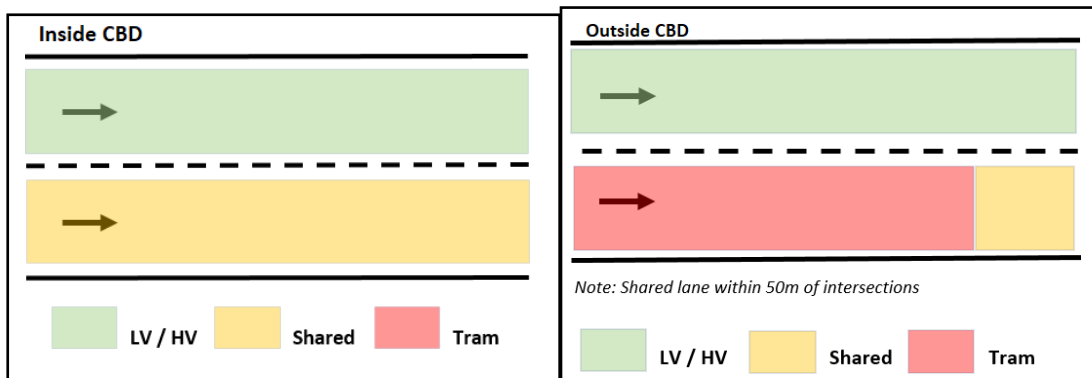 Inside CBD
LV / HV
Shared
Tram
Outside CBD
Note: Shared lane within 50m of intersections
LV / HV
Shared
Tram